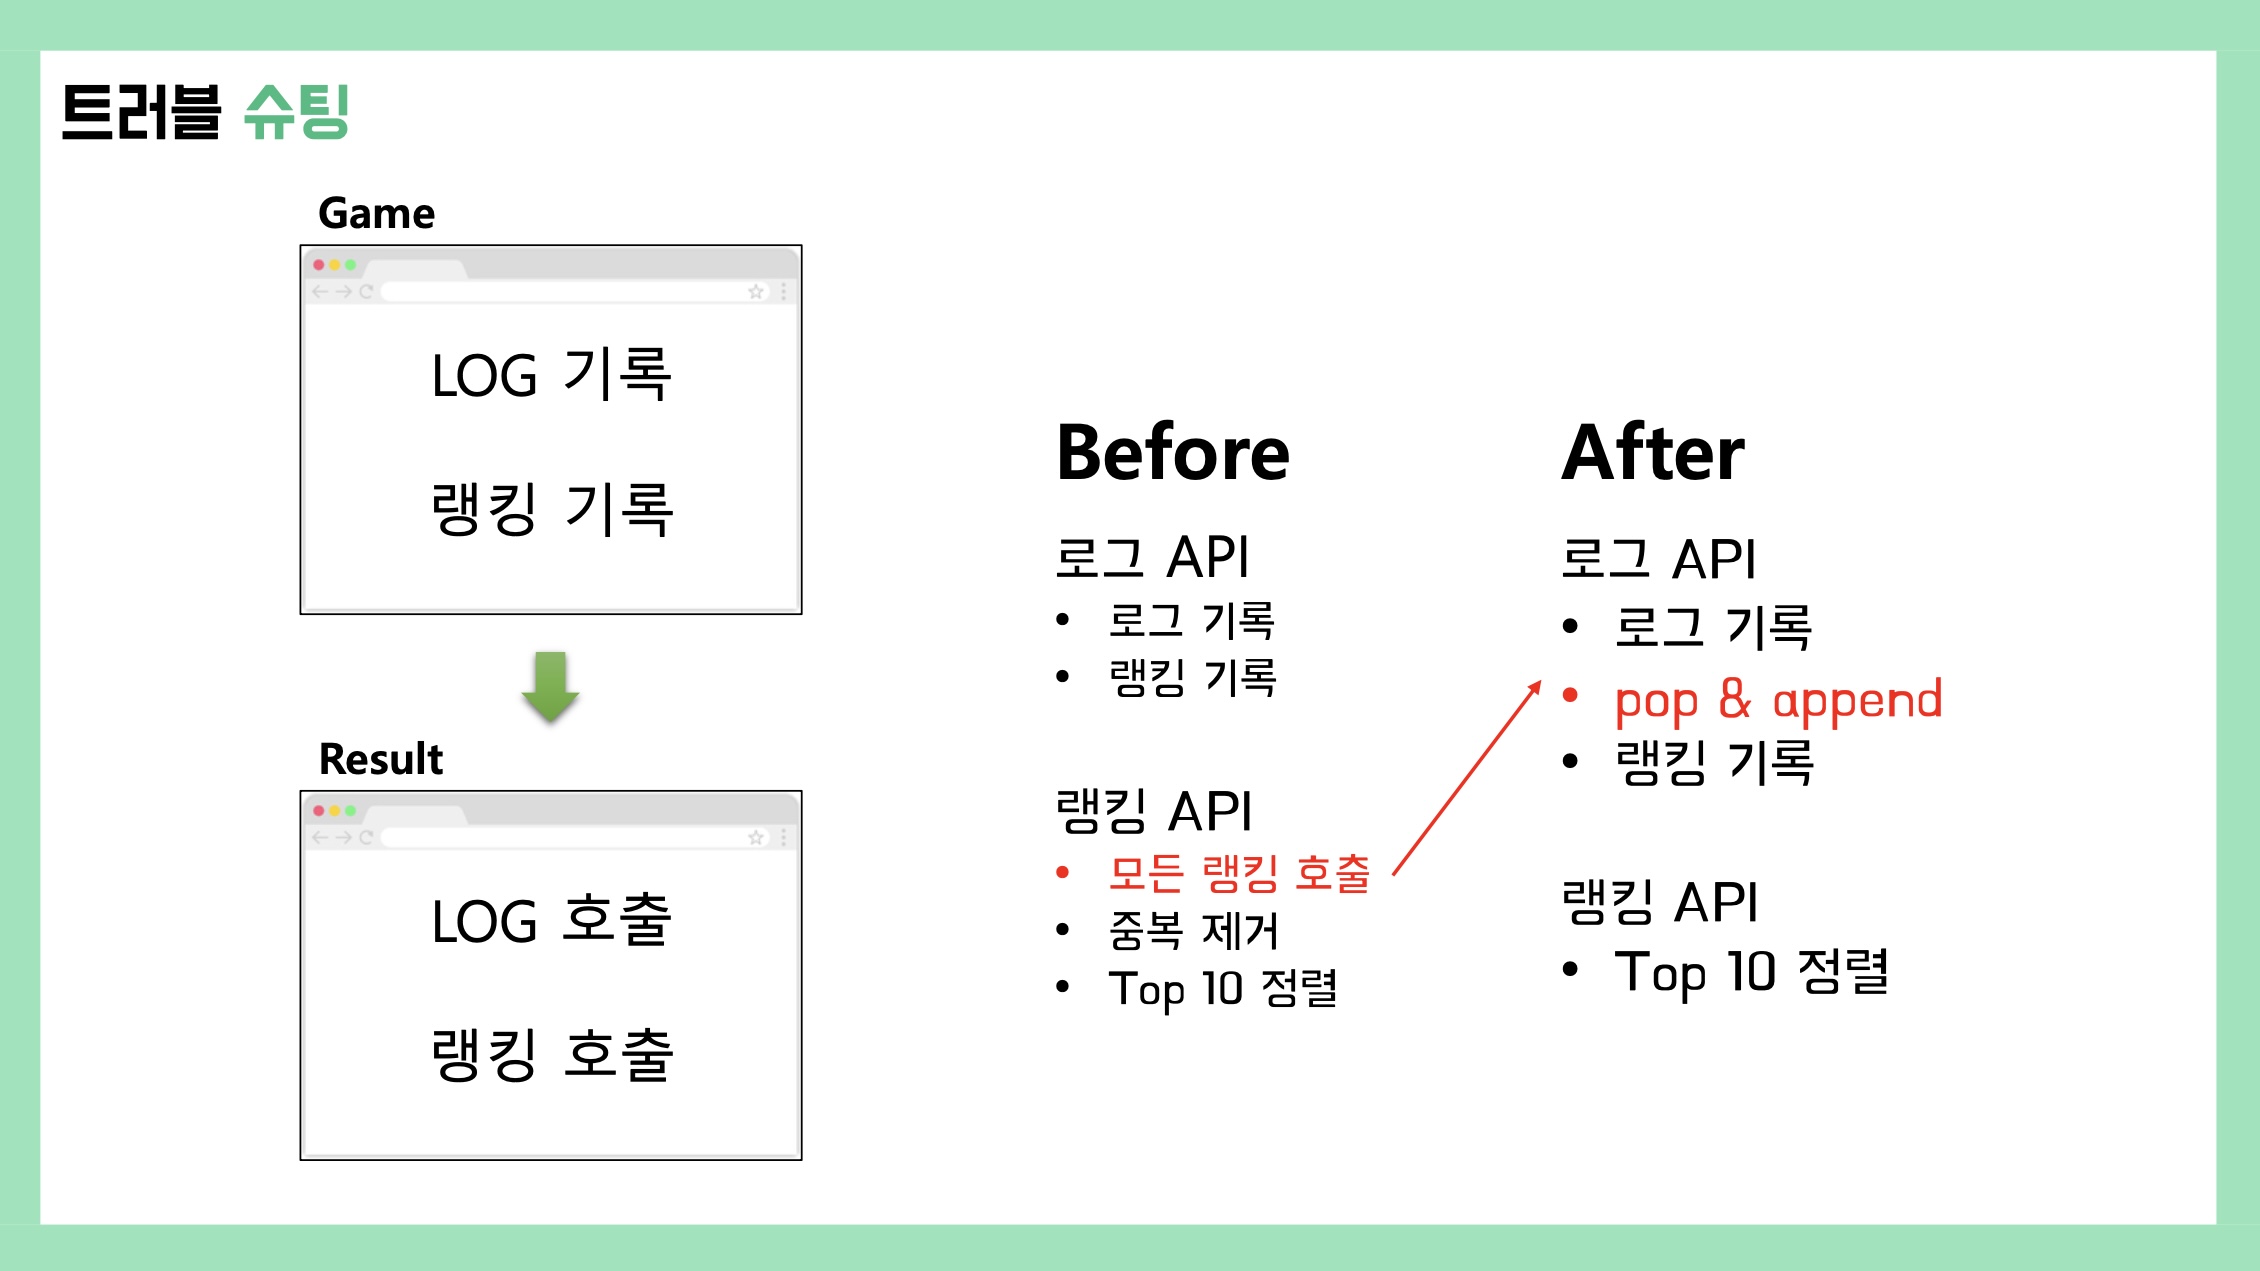 트러블 슈팅
Game
LOG 기록
랭킹 기록
Result
LOG 호출
랭킹 호출
Before
로그 API
• 로그 기록
• 랭킹 기록
랭킹 API
• 모든 랭킹 호출
• 중복 제거
• Top 10 정렬
After
로그 API
• 로그 기록
• pop & append
• 랭킹 기록
랭킹 API
• Top 10 정렬